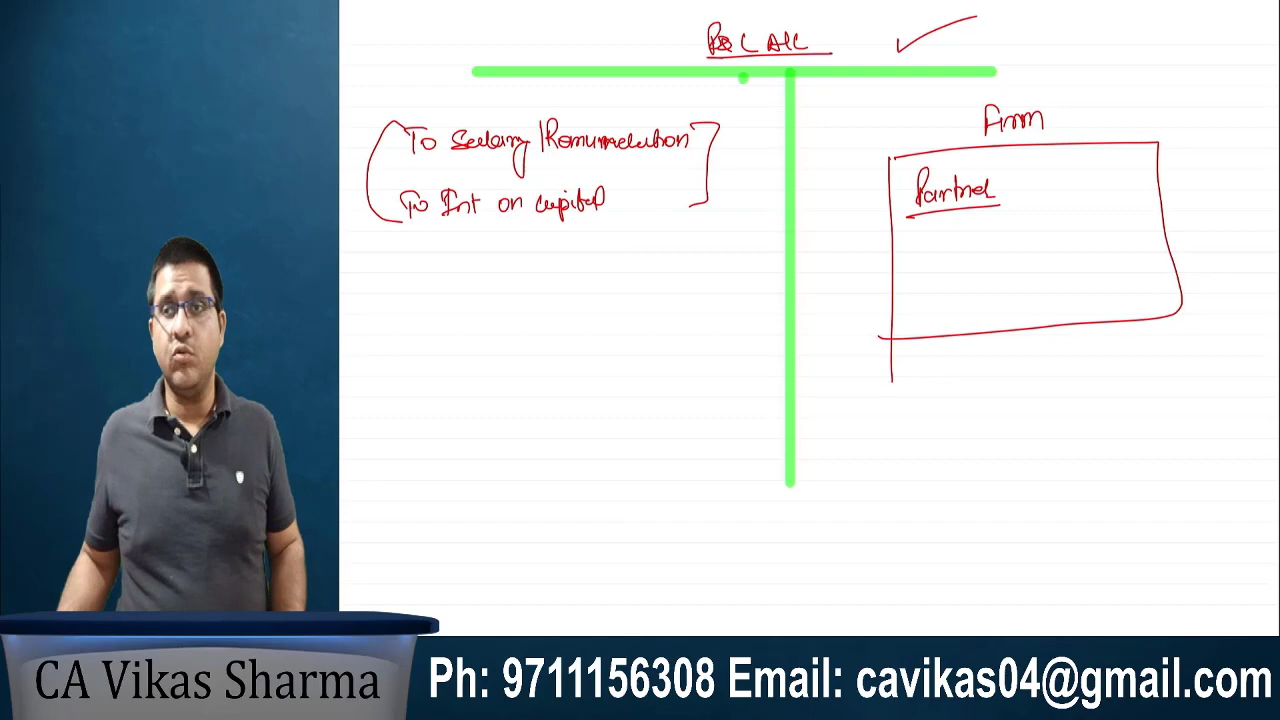 P&L A/C
To Salary / Remuneration
To Int on capital
Firm
Partner
CA Vikas Sharma
Ph: 9711156308 Email: cavikas04@gmail.com